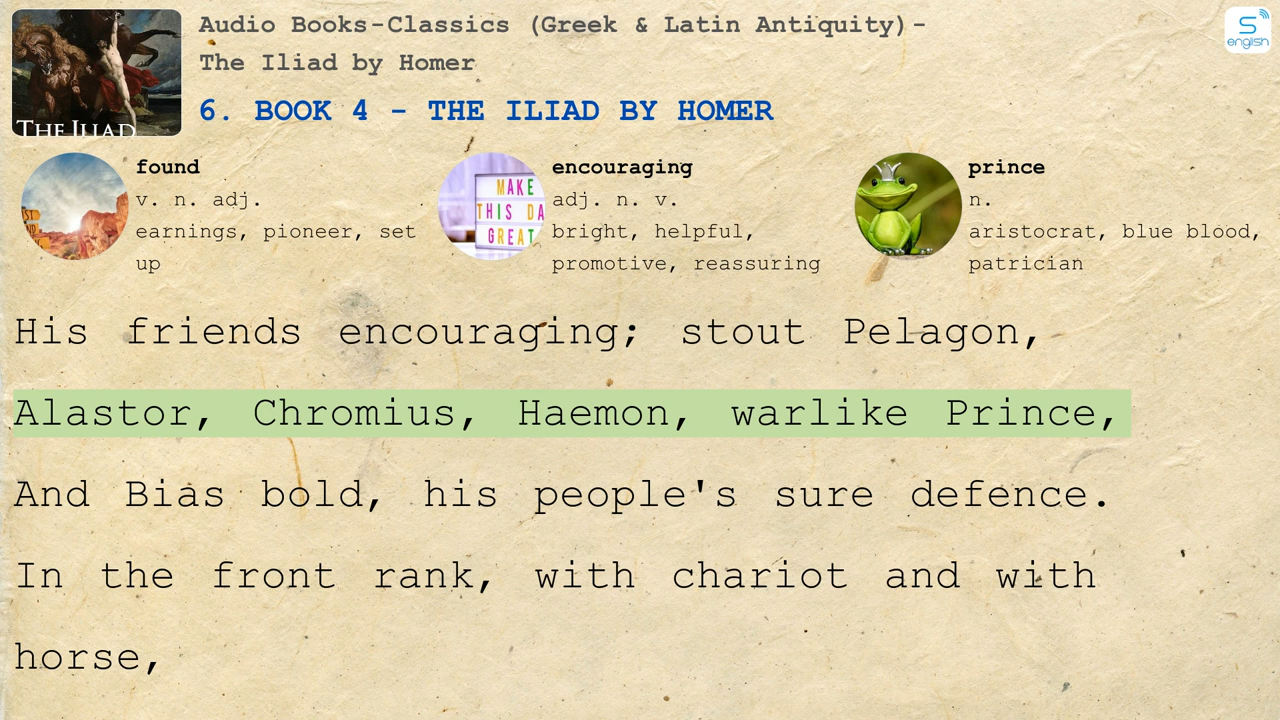 Audio Books-Classics (Greek & Latin Antiquity)-
The Iliad by Homer
6. BOOK 4 - THE ILIAD BY HOMER
THE ILIAD
S
english
found
v. n. adj.
earnings, pioneer, set
up
MAKE
THIS DA
GREAT
encouraging
adj. n. v.
bright, helpful,
promotive, reassuring
prince
n.
aristocrat, blue blood,
patrician
His friends encouraging; stout Pelagon,
Alastor, Chromius, Haemon, warlike Prince,
And Bias bold, his people's sure defence.
In the front rank, with chariot and with
horse,